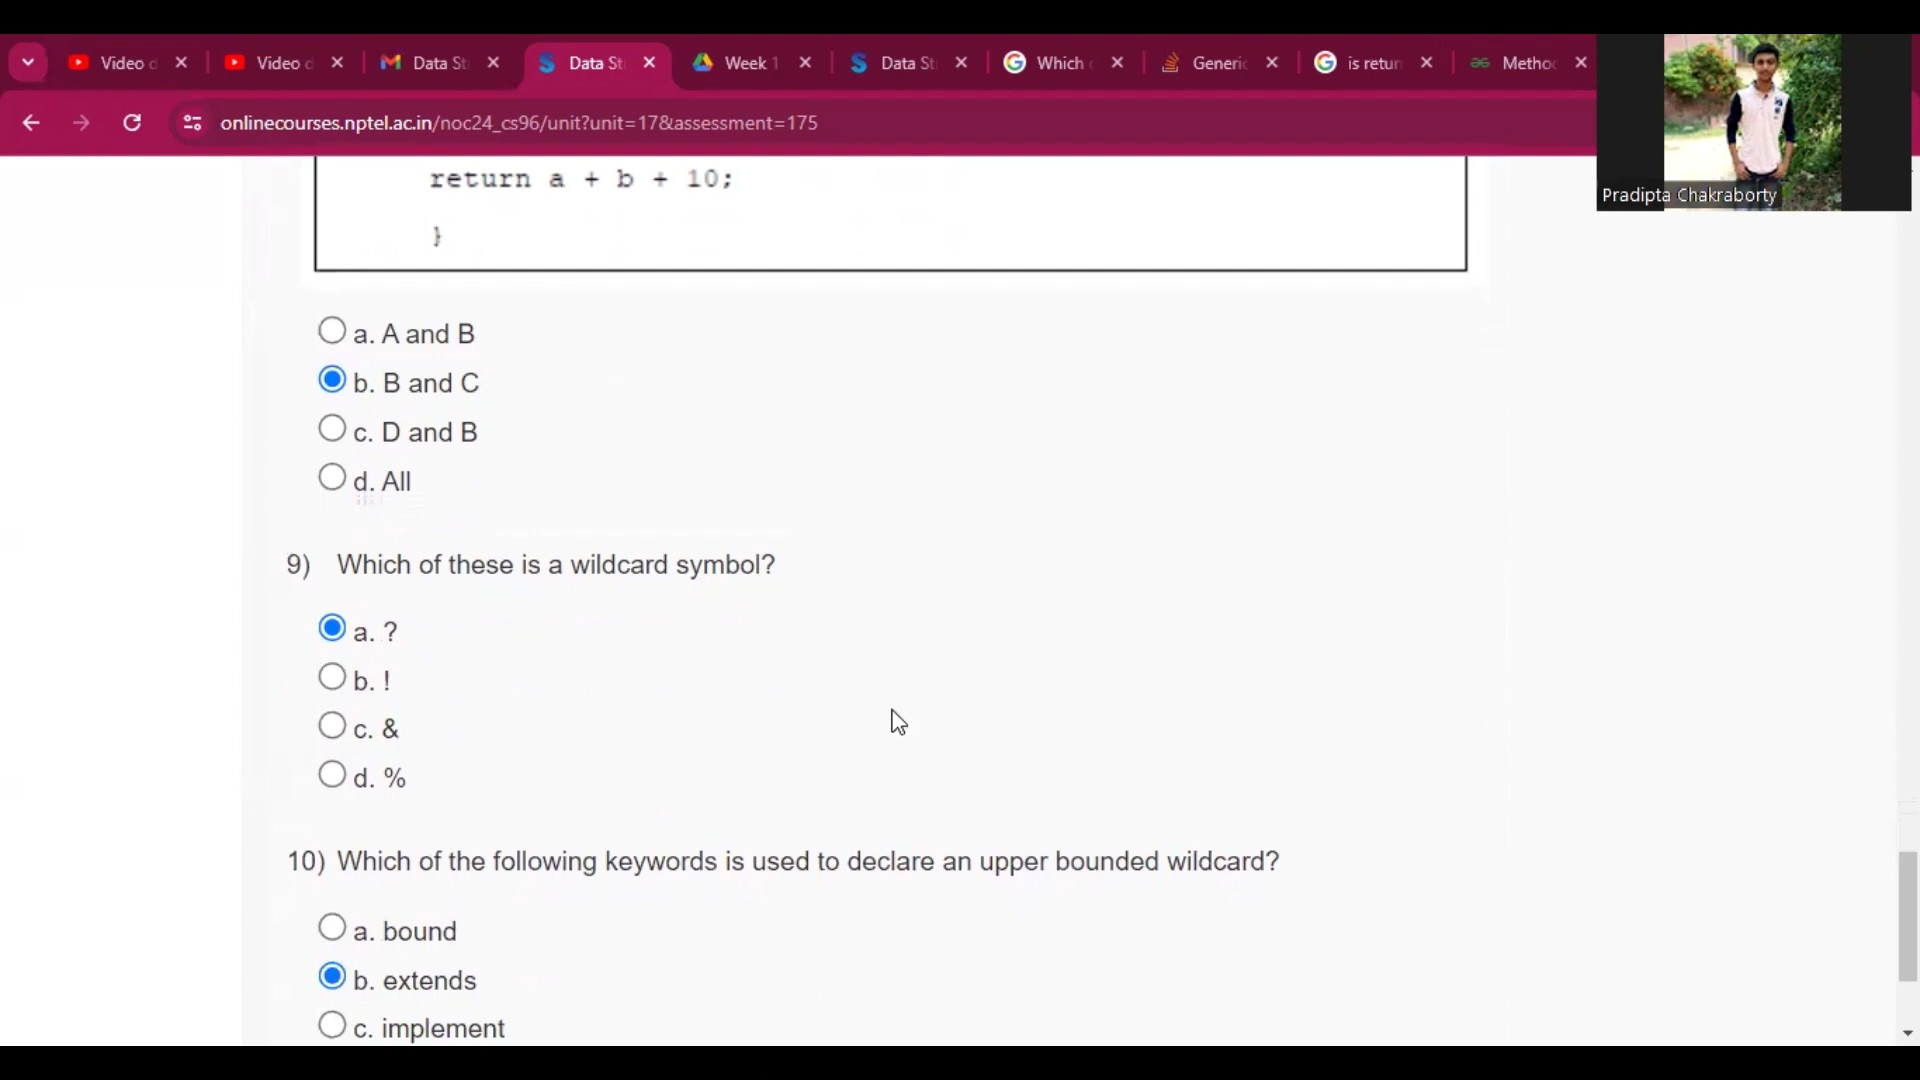 Video d
Video d
Data St
Data St
Week 1
Data St
Which
Generic
is retur
Metho
onlinecourses.nptel.ac.in/noc24_cs96/unit?unit=17&assessment=175
Pradipta Chakraborty
return a + b + 10;
}
a. A and B
b. B and C
c. D and B
d. All
9) Which of these is a wildcard symbol?
a. ?
b. !
c. &
d. %
10) Which of the following keywords is used to declare an upper bounded wildcard?
a. bound
b. extends
c. implement